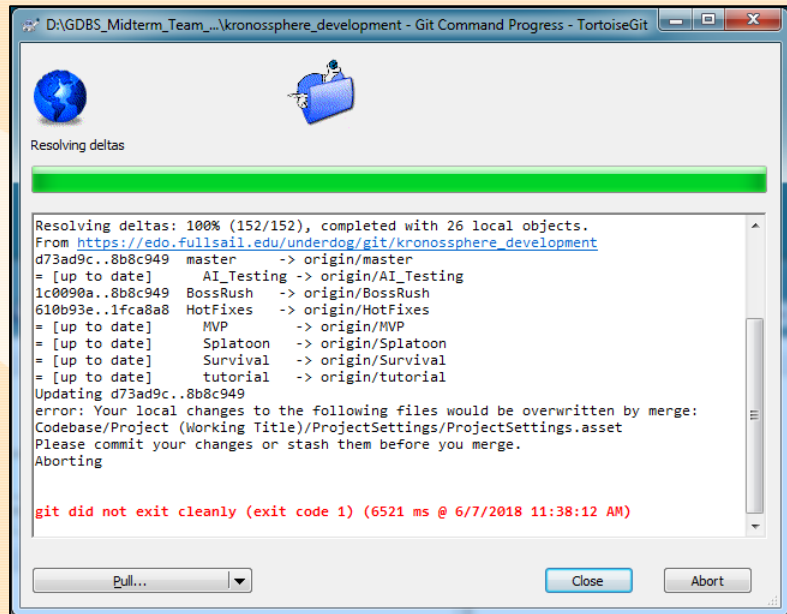 D:\GDBS_Midterm_Team_...\kronossphere_development - Git Command Progress - TortoiseGit
Resolving deltas
Resolving deltas: 100% (152/152), completed with 26 local objects.
From https://edo.fullsail.edu/underdog/git/kronossphere_development
d73ad9c..8b8c949  master     -> origin/master
= [up to date]      AI_Testing -> origin/AI_Testing
1c0090a..8b8c949  BossRush   -> origin/BossRush
610b93e..1fca8a8  HotFixes   -> origin/HotFixes
= [up to date]      MVP        -> origin/MVP
= [up to date]      Splatoon   -> origin/Splatoon
= [up to date]      Survival   -> origin/Survival
= [up to date]      tutorial   -> origin/tutorial
Updating d73ad9c..8b8c949
error: Your local changes to the following files would be overwritten by merge:
Codebase/Project (Working Title)/ProjectSettings/ProjectSettings.asset
Please commit your changes or stash them before you merge.
Aborting
git did not exit cleanly (exit code 1) (6521 ms @ 6/7/2018 11:38:12 AM)
Pull... Close Abort